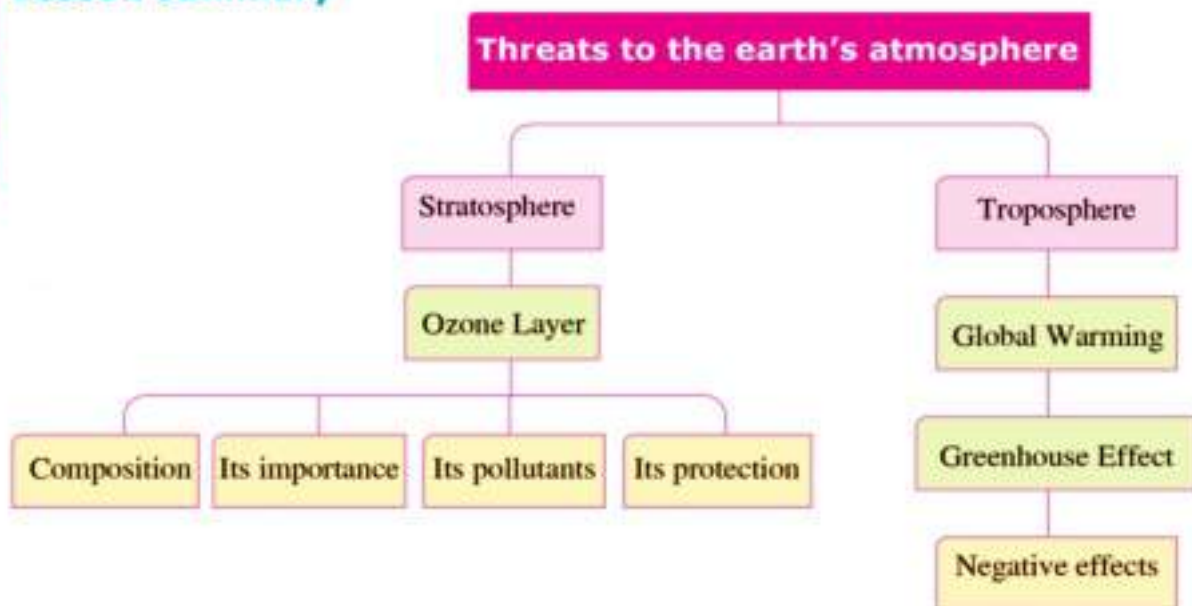 Threats to the earth's atmosphere
Stratosphere
Troposphere
Ozone Layer
Global Warming
Composition
Its importance
Its pollutants
Its protection
Greenhouse Effect
Negative effects